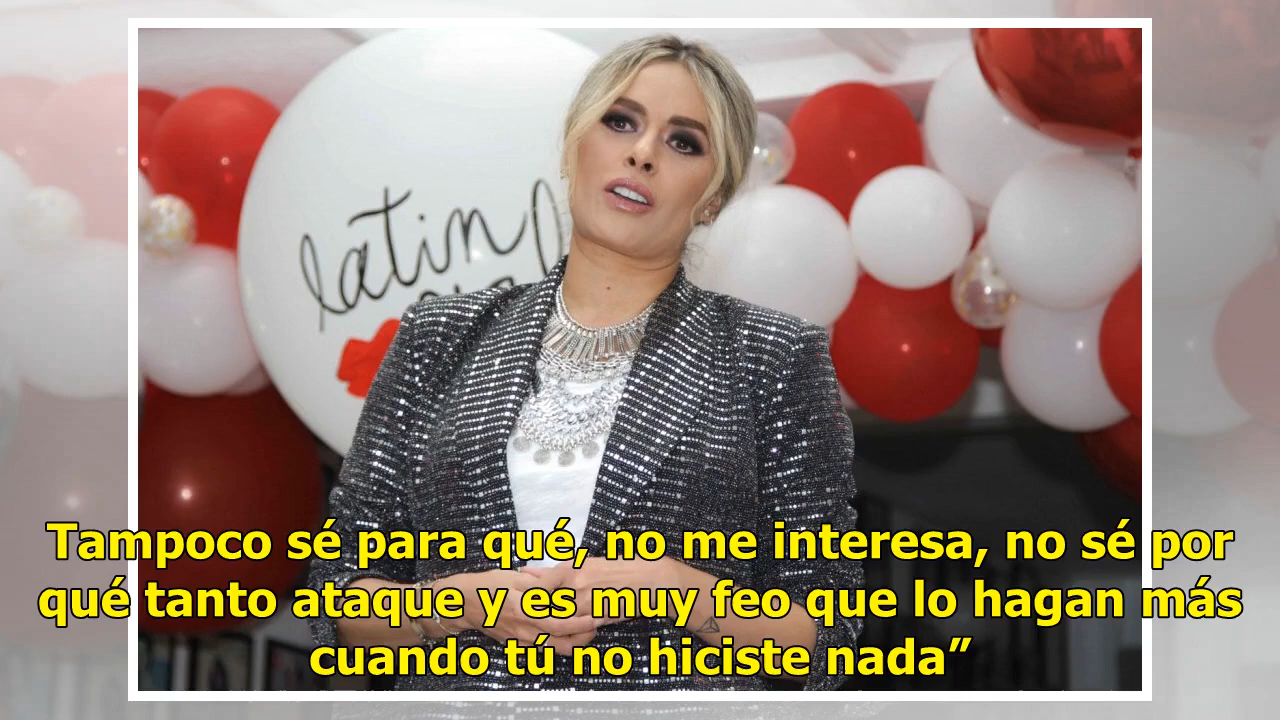 latin
Tampoco sé para qué, no me interesa, no sé por
qué tanto ataque y es muy feo que lo hagan más
cuando tú no hiciste nada”